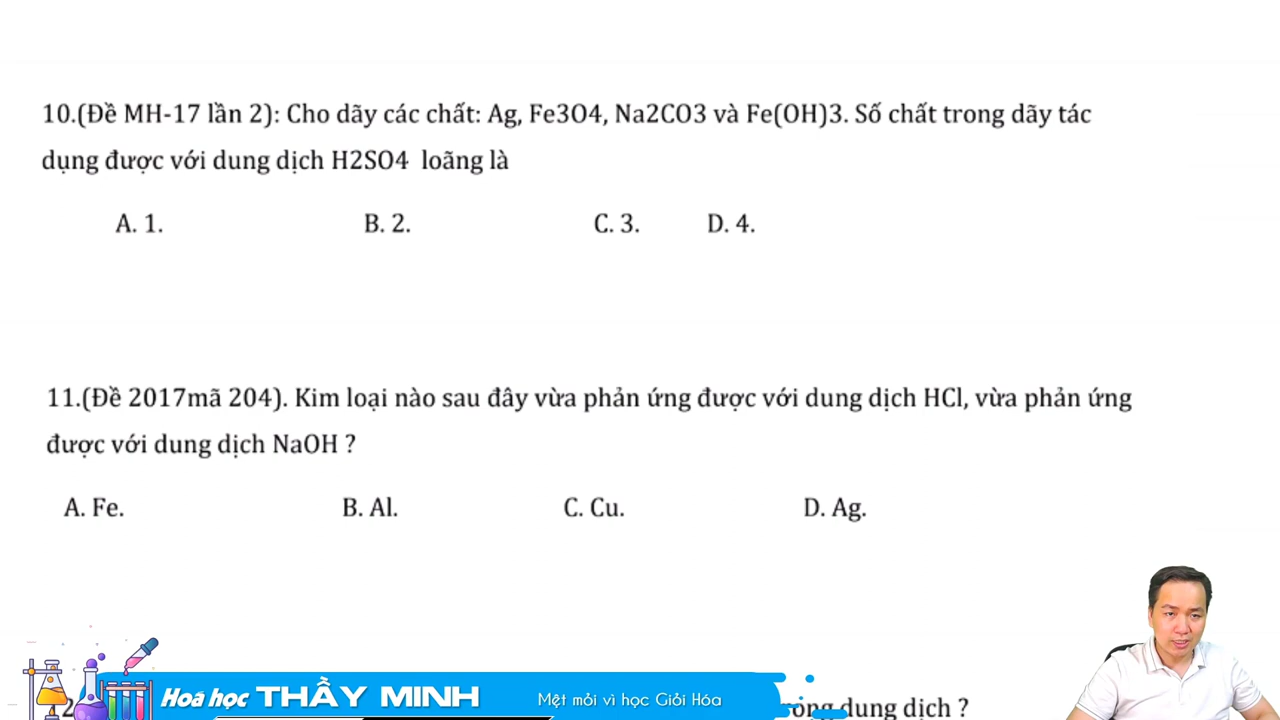 10.(Đề MH-17 lần 2): Cho dãy các chất: Ag, Fe3O4, Na2CO3 và Fe(OH)3. Số chất trong dãy tác
dụng được với dung dịch H2SO4 loãng là
A. 1. B. 2. C. 3. D. 4.
11.(Đề 2017mã 204). Kim loại nào sau đây vừa phản ứng được với dung dịch HCl, vừa phản ứng
được với dung dịch NaOH ?
A. Fe. B. Al. C. Cu. D. Ag.
Hoá học THẦY MINH Mệt mỏi vì học Giỏi Hóa
dung dịch ?